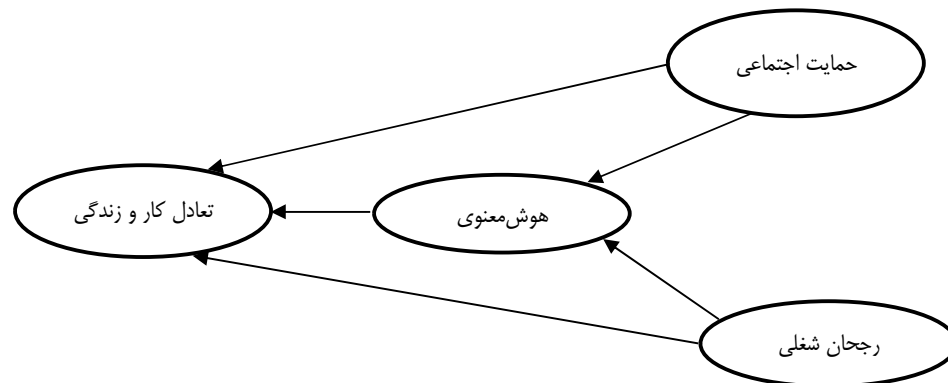 حمایت اجتماعی
هوش‌معنوی
تعادل کار و زندگی
رجحان شغلی